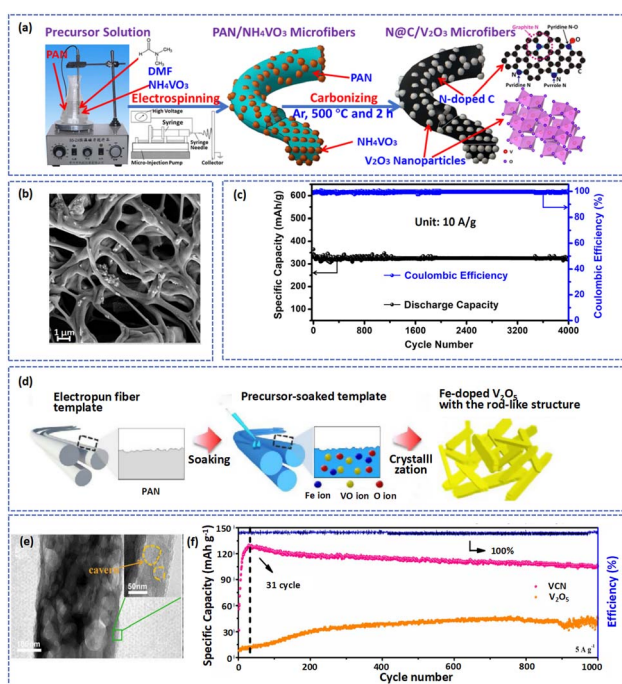 (a)
Precursor Solution
PAN/NH₄VO₃ Microfibers
N@C/V₂O₃ Microfibers
PAN
DMF
NH₄VO₃
Electrospinning
High Voltage
Syringe
Syringe
Needle
Collector
Micro-Injection Pump
PAN
NH₄VO₃
Carbonizing
Ar, 500 °C and 2 h
Graphite N
Pyridine N-O
Pyridine N
Pyrrole N
N-doped C
V₂O₃ Nanoparticles
(b)
1 μm
(c)
Specific Capacity (mAh/g)
600
500
400
300
200
100
Unit: 10 A/g
Coulombic Efficiency
Discharge Capacity
0
800
1600
2400
3200
4000
Cycle Number
100
80
60
40
20
0
Coulombic Efficiency (%)
(d)
Electropun fiber
template
PAN
Soaking
Precursor-soaked template
Fe ion
VO ion
O ion
Crystalll
zation
Fe-doped V₂O₅
with the rod-like structure
(e)
cavern
50nm
(f)
Specific Capacity (mAh g⁻¹)
150
120
90
60
30
0
31 cycle
100%
VCN
V₂O₅
5 A g⁻¹
0
200
400
600
800
1000
Cycle number
Efficiency (%)